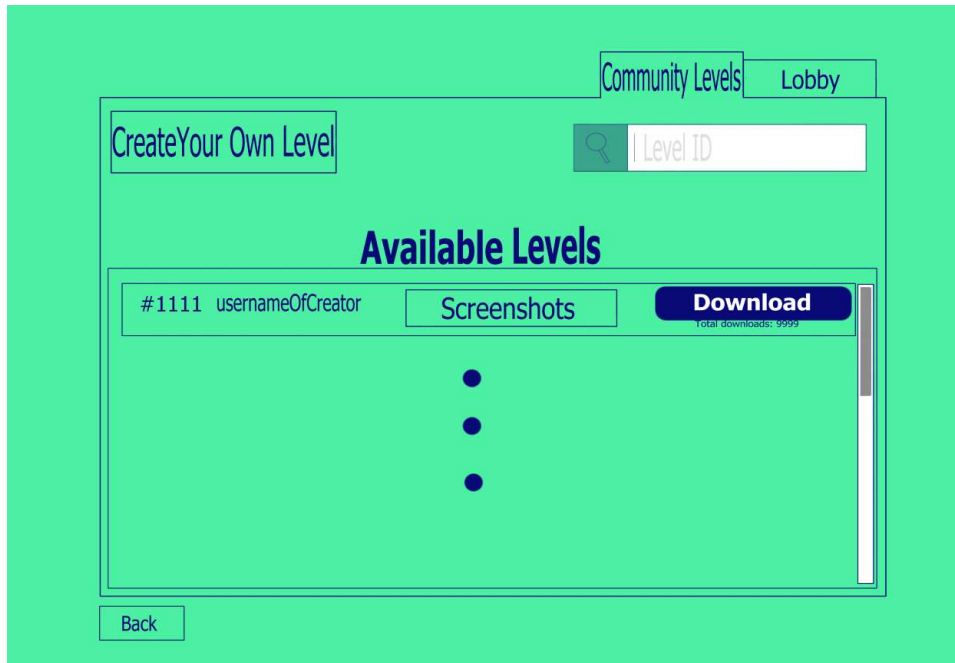 Community Levels
Lobby
CreateYour Own Level
Level ID
Available Levels
#1111 usernameOfCreator
Screenshots
Download
Total downloads: 9999
Back